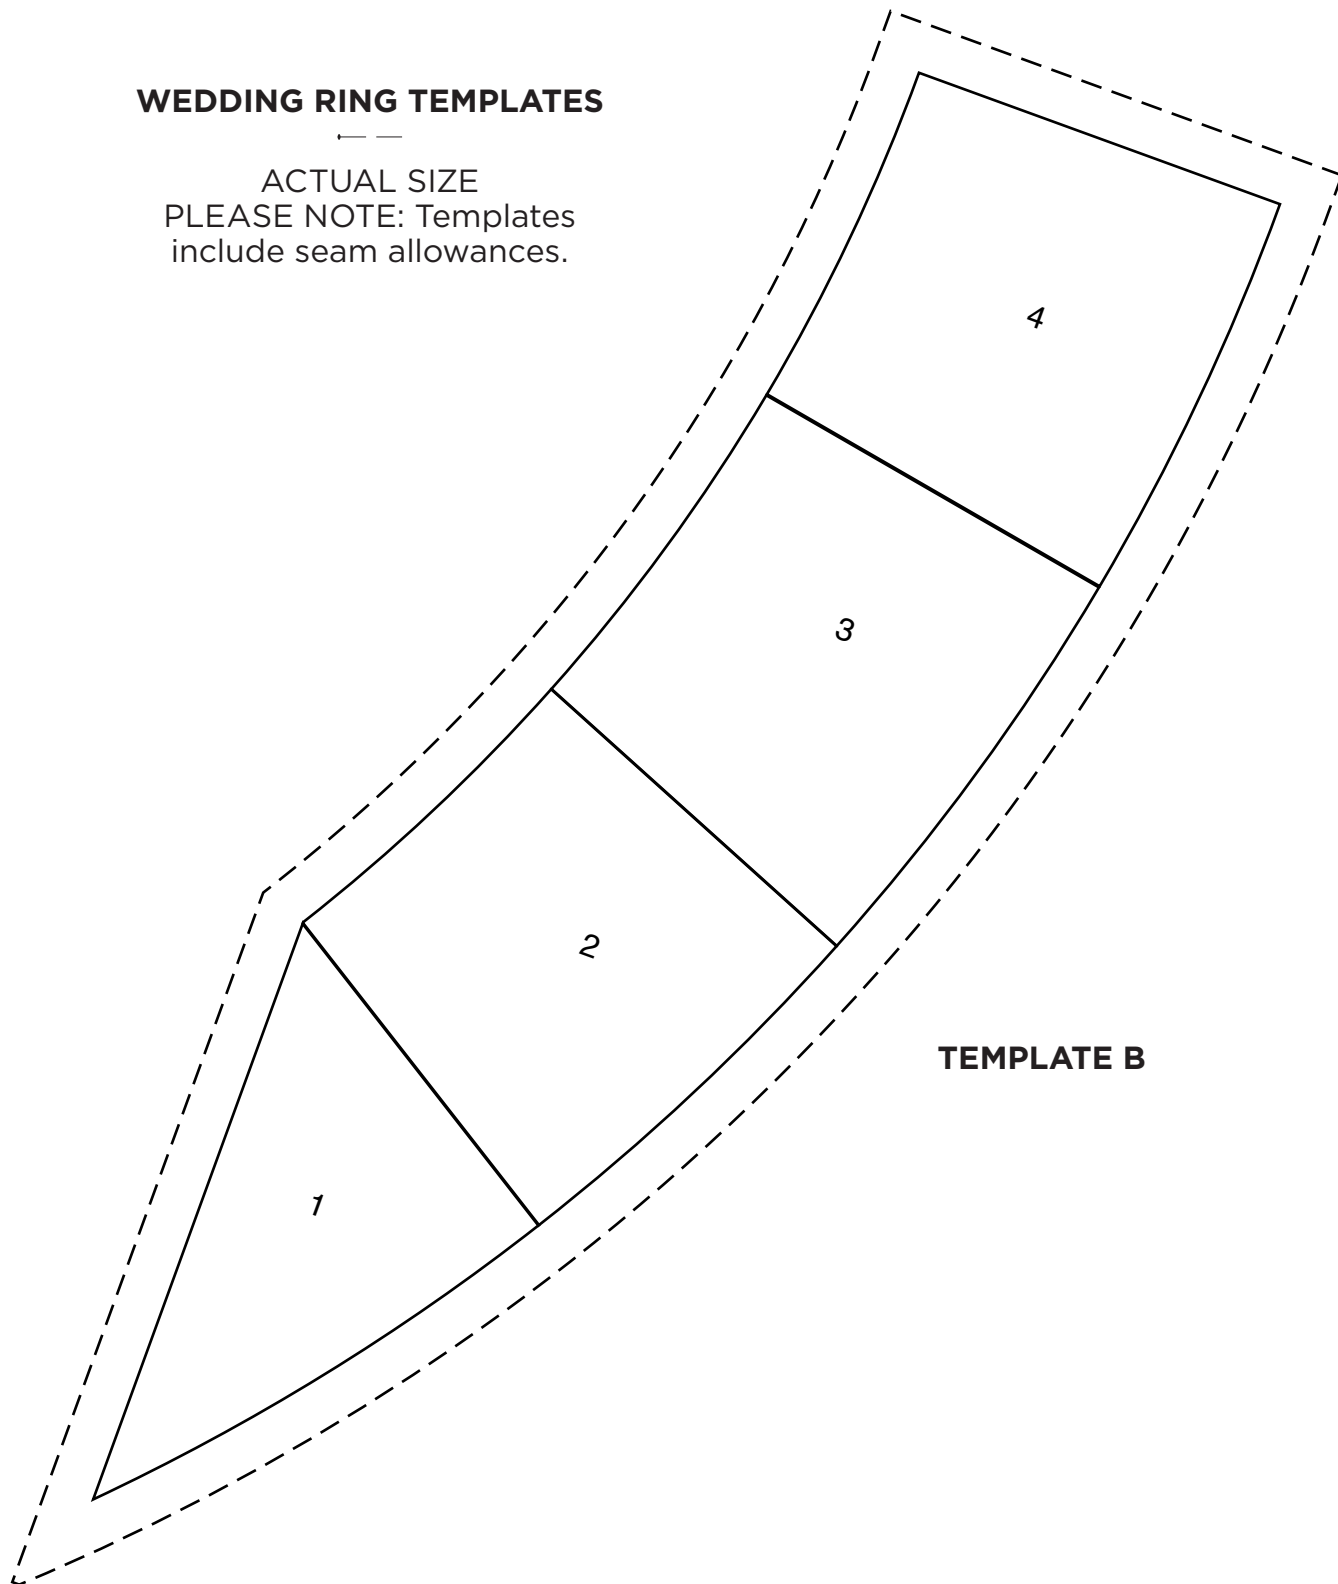 WEDDING RING TEMPLATES
ACTUAL SIZE
PLEASE NOTE: Templates
include seam allowances.
4
3
2
TEMPLATE B
1